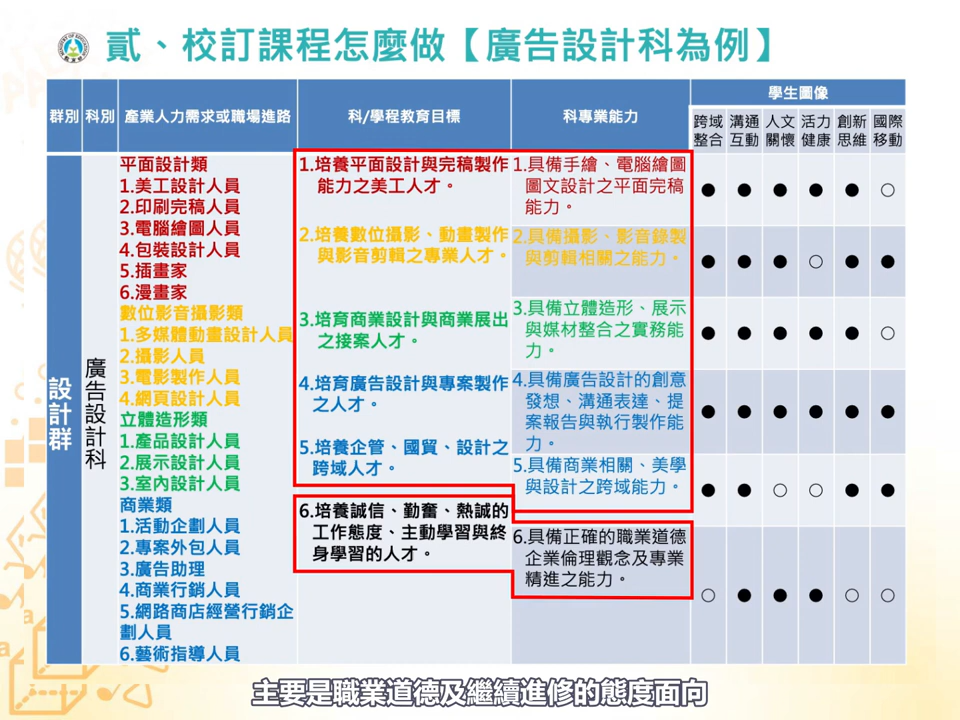 貳、校訂課程怎麼做【廣告設計科為例】
群別
科別
產業人力需求或職場進路
科/學程教育目標
科專業能力
學生圖像
跨域
整合
溝通
互動
人文
關懷
活力
健康
創新
思維
國際
移動
設計群
廣告設計科
平面設計類
1.美工設計人員
2.印刷完稿人員
3.電腦繪圖人員
4.包裝設計人員
5.插畫家
6.漫畫家
數位影音攝影類
1.多媒體動畫設計人員
2.攝影人員
3.電影製作人員
4.網頁設計人員
立體造形類
1.產品設計人員
2.展示設計人員
3.室內設計人員
商業類
1.活動企劃人員
2.專案外包人員
3.廣告助理
4.商業行銷人員
5.網路商店經營行銷企
劃人員
6.藝術指導人員
1.培養平面設計與完稿製作
能力之美工人才。
2.培養數位攝影、動畫製作
與影音剪輯之專業人才。
3.培育商業設計與商業展出
之接案人才。
4.培育廣告設計與專案製作
之人才。
5.培養企管、國貿、設計之
跨域人才。
6.培養誠信、勤奮、熱誠的
工作態度、主動學習與終
身學習的人才。
1.具備手繪、電腦繪圖
圖文設計之平面完稿
能力。
2.具備攝影、影音錄製
與剪輯相關之能力。
3.具備立體造形、展示
與媒材整合之實務能
力。
4.具備廣告設計的創意
發想、溝通表達、提
案報告與執行製作能
力。
5.具備商業相關、美學
與設計之跨域能力。
6.具備正確的職業道德
企業倫理觀念及專業
精進之能力。
●●●●●○
●●●○●●
●●●●●○
●●●●●●
●●○○●●
○●●●○○
主要是職業道德及繼續進修的態度面向